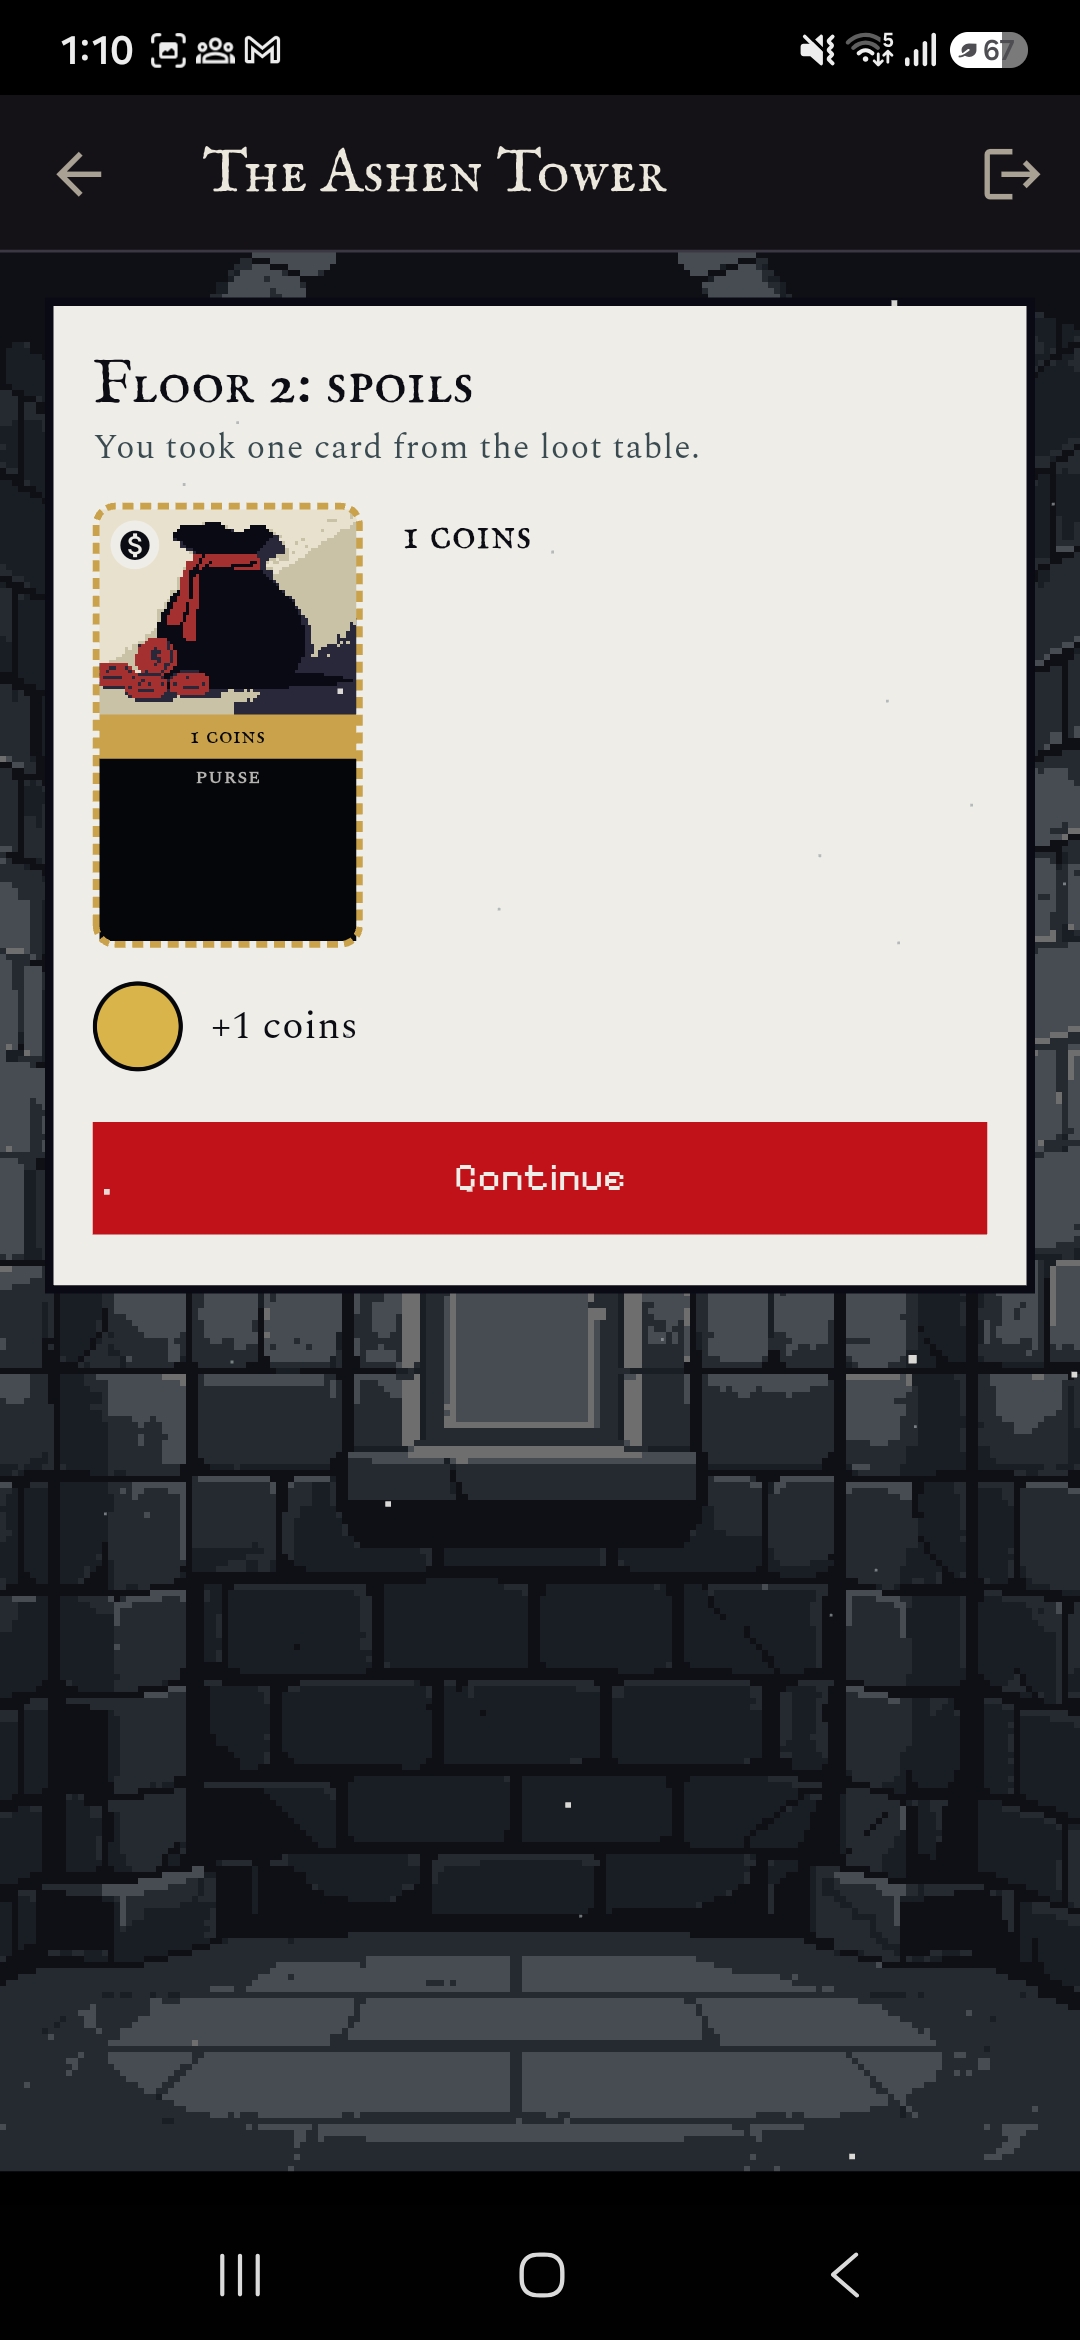 1:10
5
67
The Ashen Tower
Floor 2: spoils
You took one card from the loot table.
$
1 coins
1 coins
PURSE
+1 coins
Continue